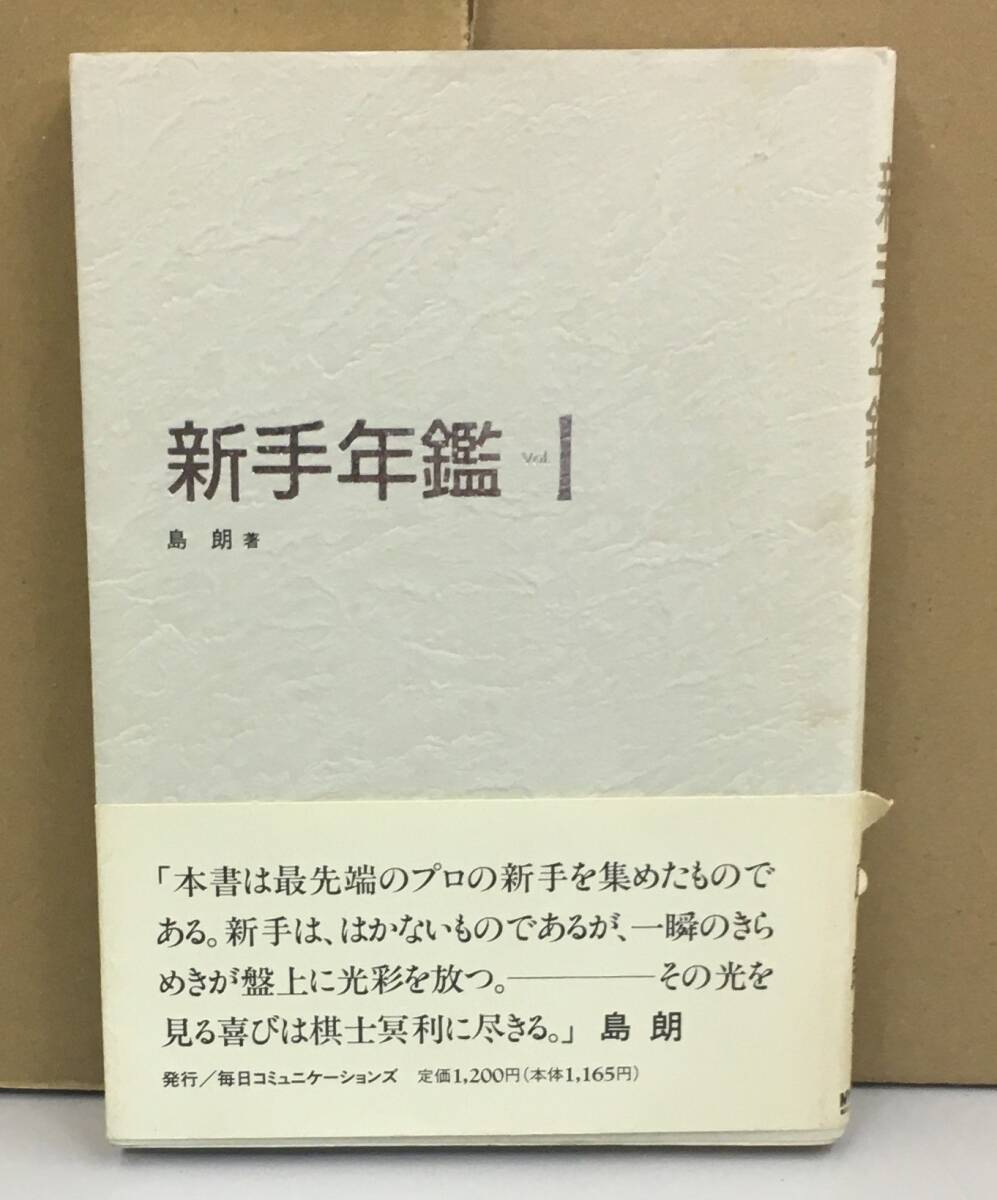 新手年鑑 Vol. 1
島 朗 著
新手年鑑
「本書は最先端のプロの新手を集めたもので
ある。新手は、はかないものであるが、一瞬のきら
めきが盤上に光彩を放つ。————その光を
見る喜びは棋士冥利に尽きる。」 島 朗
発行／毎日コミュニケーションズ 定価1,200円(本体1,165円)